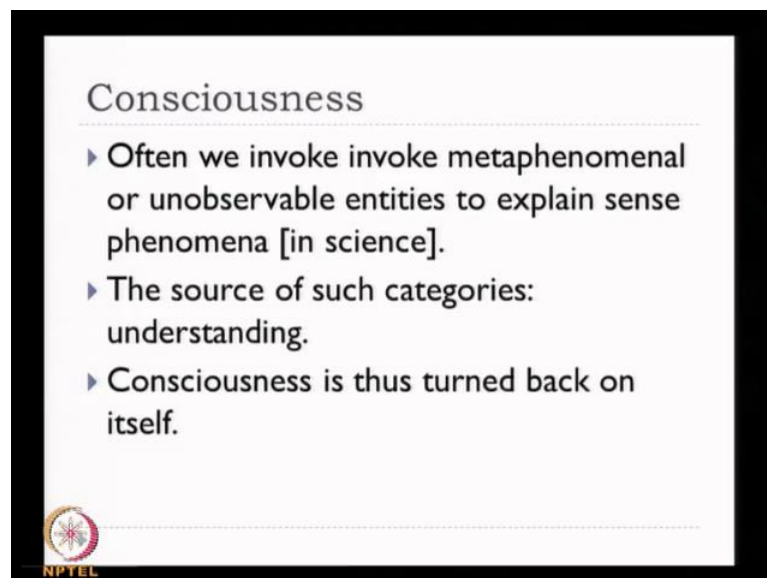 Consciousness
Often we invoke invoke metaphenomenal
or unobservable entities to explain sense
phenomena [in science].
The source of such categories:
understanding.
Consciousness is thus turned back on
itself.
NPTEL